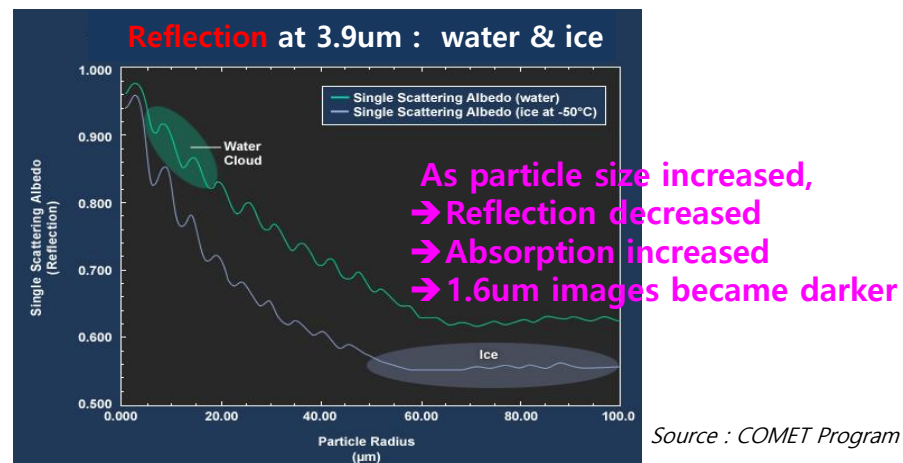 Reflection at 3.9um : water & ice
1.000
0.900
0.800
0.700
0.600
0.500
Single Scattering Albedo
(Reflection)
Single Scattering Albedo (water)
Single Scattering Albedo (ice at -50°C)
Water
Cloud
As particle size increased,
➔ Reflection decreased
➔ Absorption increased
➔ 1.6um images became darker
Ice
0.000 20.00 40.00 60.00 80.00 100.0
Particle Radius
(µm)
Source : COMET Program